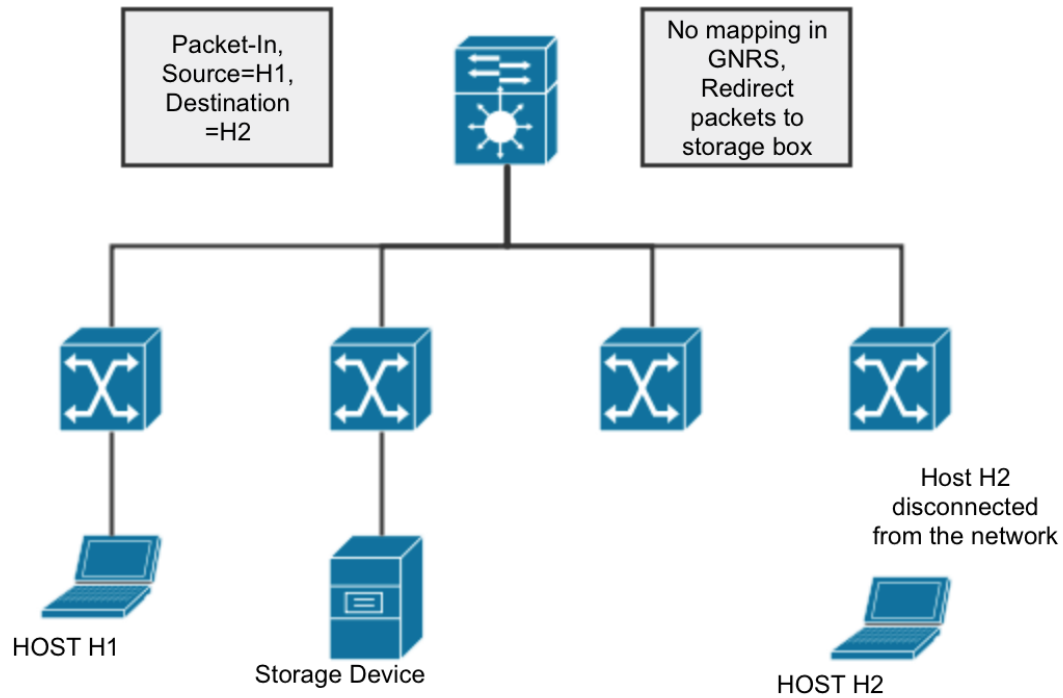 Packet-In,
Source=H1,
Destination
=H2
No mapping in
GNRS,
Redirect
packets to
storage box
Host H2
disconnected
from the network
HOST H1
Storage Device
HOST H2